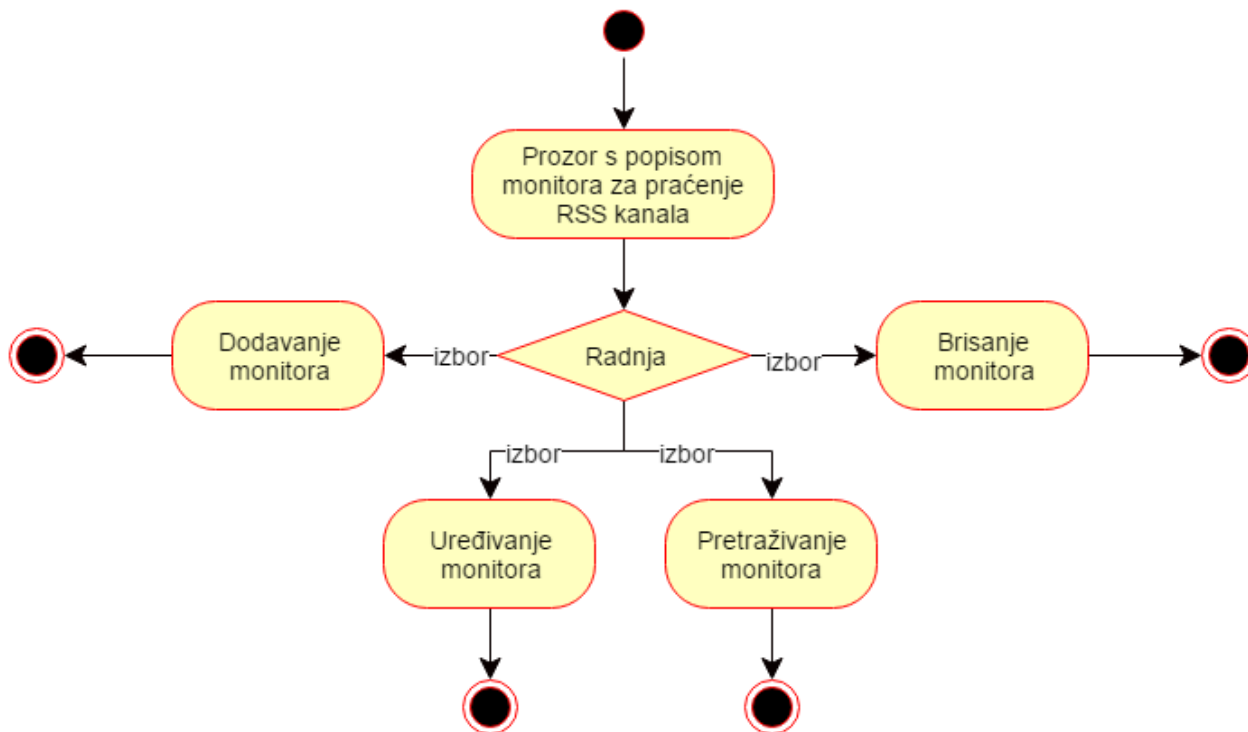 Prozor s popisom
monitora za praćenje
RSS kanala
Dodavanje
monitora
izbor
Radnja
izbor
Brisanje
monitora
izbor
izbor
Uređivanje
monitora
Pretraživanje
monitora